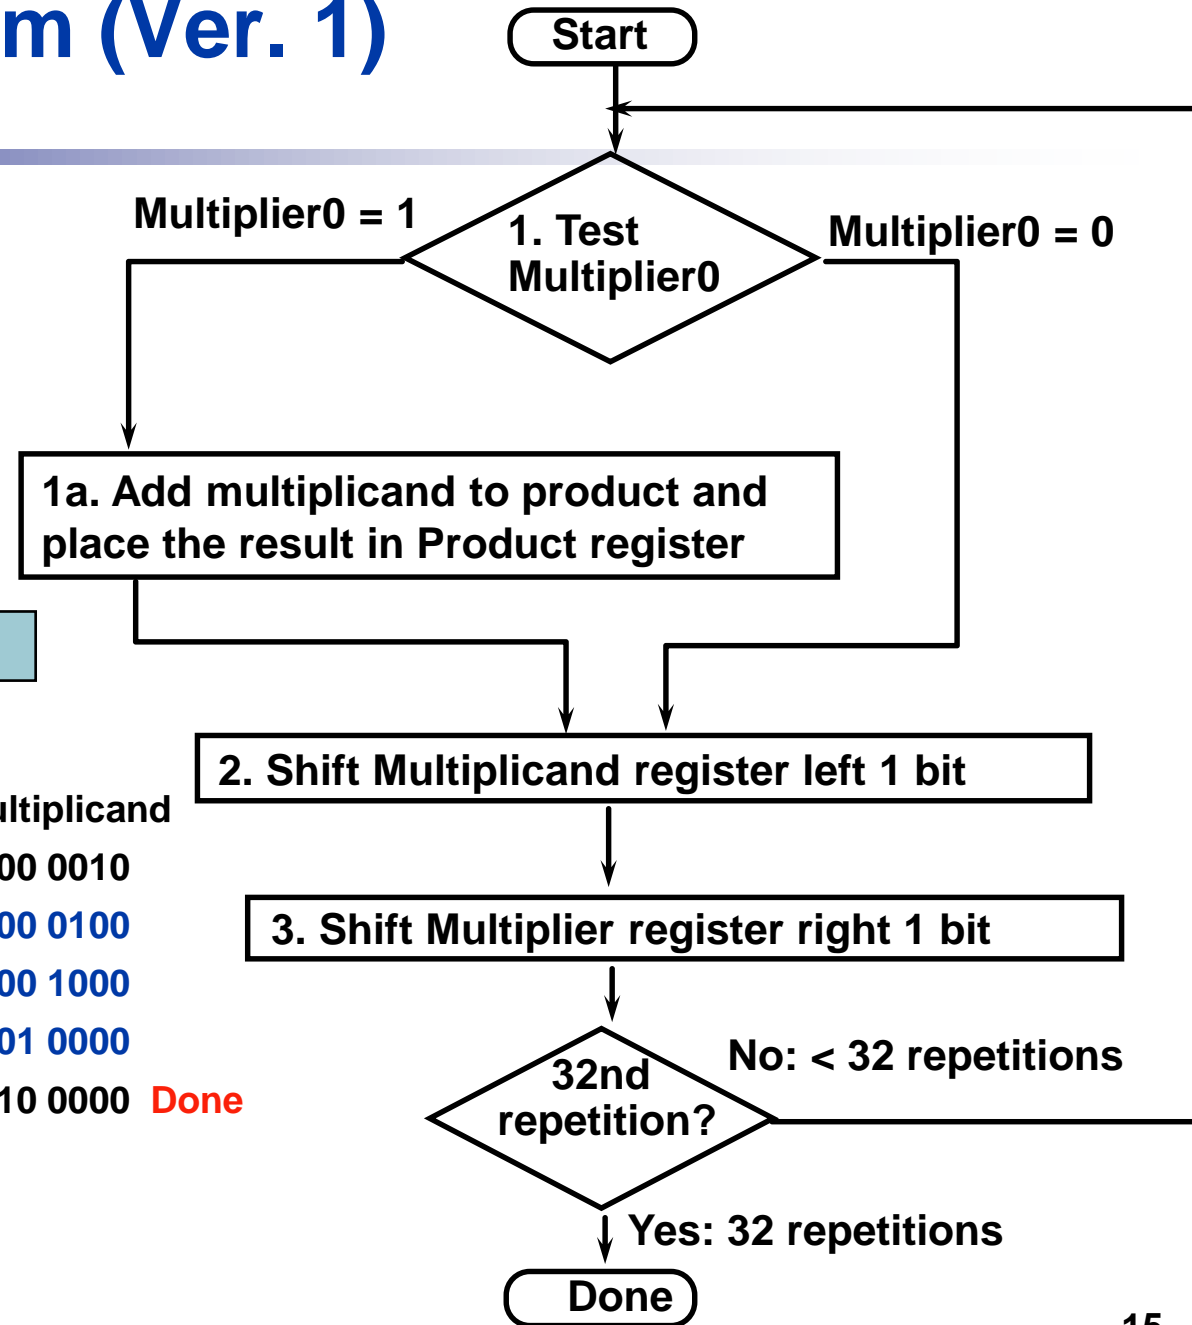 m (Ver. 1)
Start
Multiplier0 = 1
1. Test
Multiplier0
Multiplier0 = 0
1a. Add multiplicand to product and
place the result in Product register
2. Shift Multiplicand register left 1 bit
ultiplicand
00 0010
00 0100
00 1000
01 0000
10 0000 Done
3. Shift Multiplier register right 1 bit
32nd
repetition?
No: < 32 repetitions
Yes: 32 repetitions
Done
15